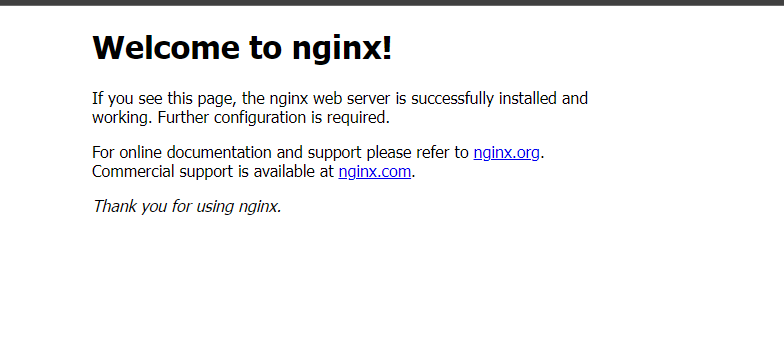 Welcome to nginx!
If you see this page, the nginx web server is successfully installed and
working. Further configuration is required.
For online documentation and support please refer to nginx.org.
Commercial support is available at nginx.com.
Thank you for using nginx.